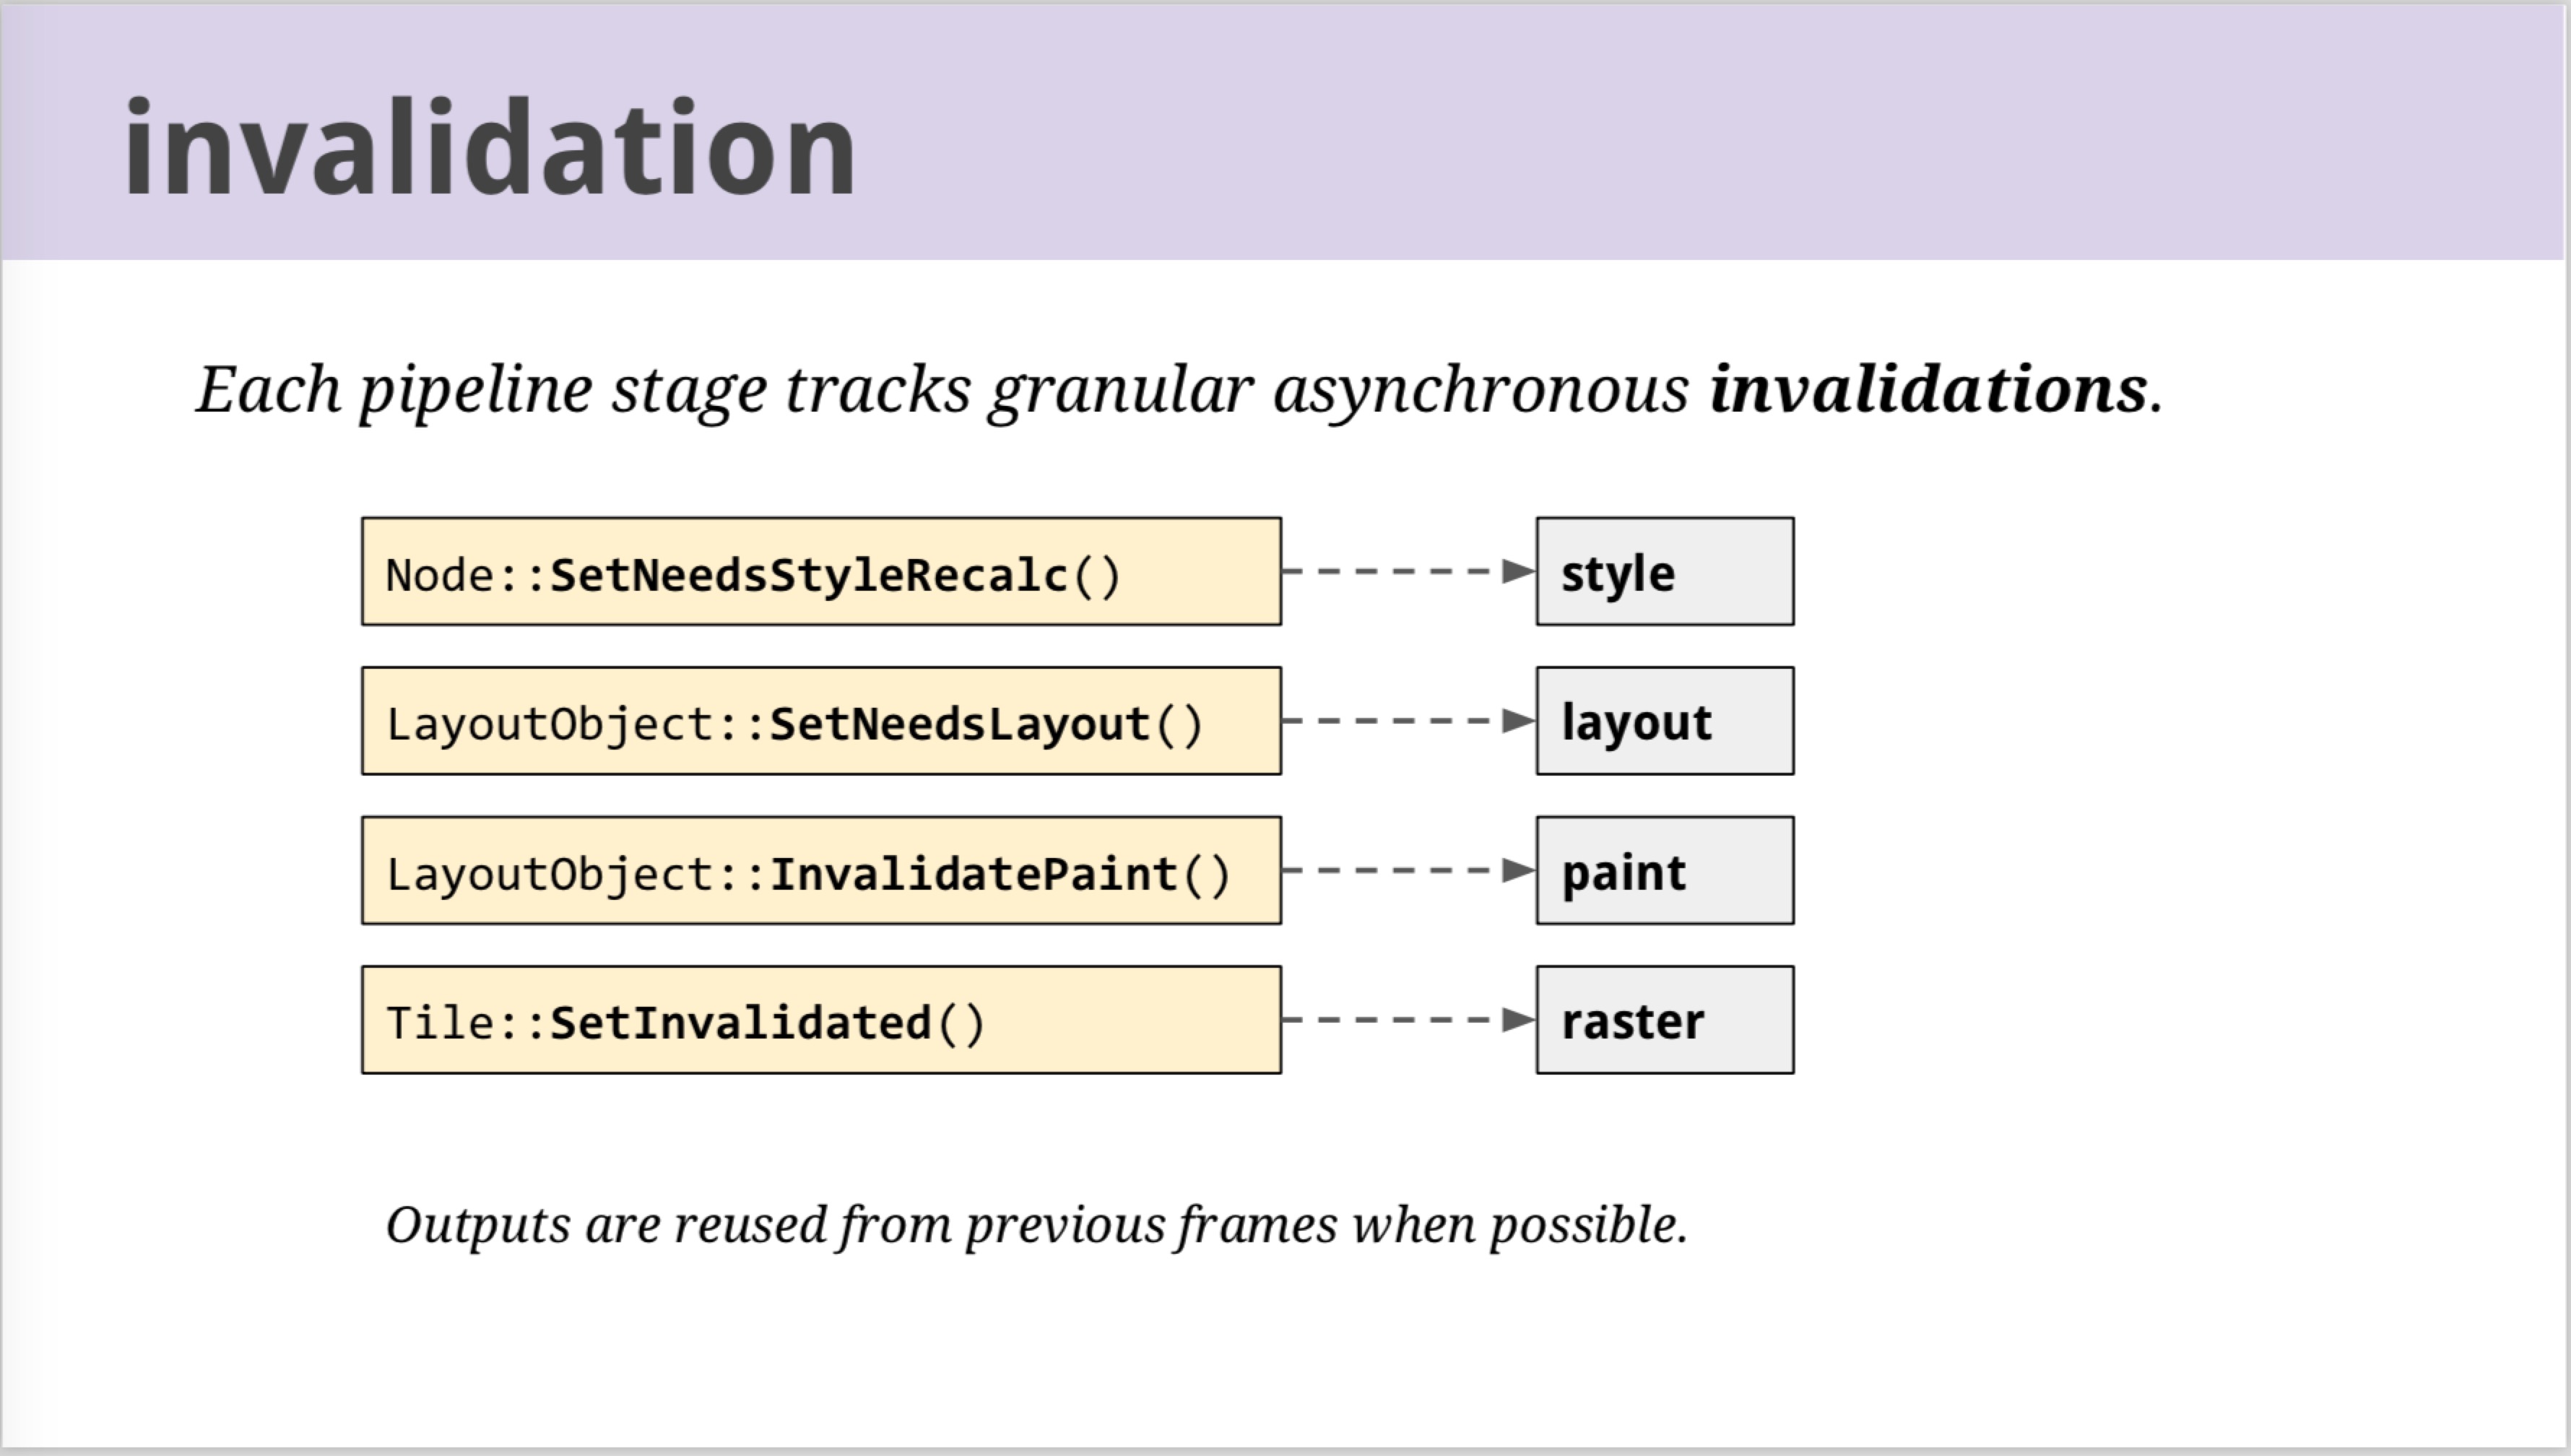 invalidation
Each pipeline stage tracks granular asynchronous invalidations.
Node::SetNeedsStyleRecalc()
style
LayoutObject::SetNeedsLayout()
layout
LayoutObject::InvalidatePaint()
paint
Tile::SetInvalidated()
raster
Outputs are reused from previous frames when possible.